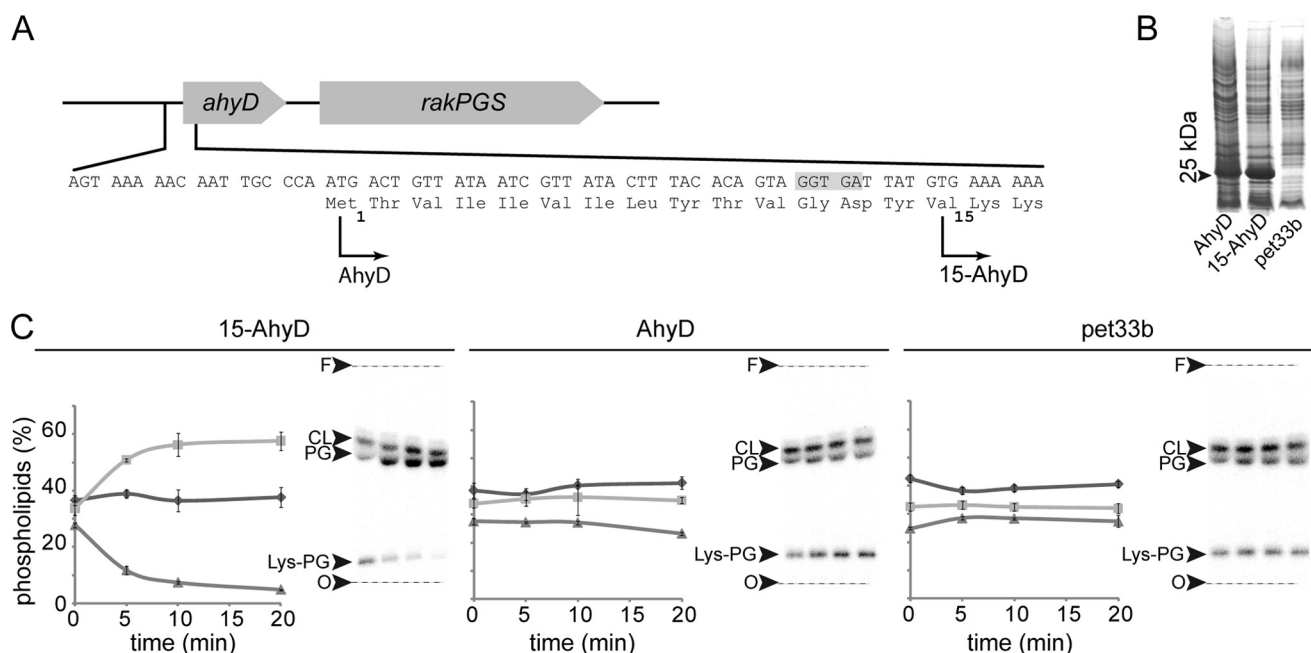 A
B
ahyD
rakPGS
AGT AAA AAC AAT TGC CCA ATG ACT GTT ATA ATC GTT ATA CTT TAC ACA GTA GGT GAT TAT GTG AAA AAA
Met Thr Val Ile Ile Val Ile Leu Tyr Thr Val Gly Asp Tyr Val Lys Lys
1
15
AhyD
15-AhyD
25 kDa
AhyD
15-AhyD
pet33b
C
15-AhyD
AhyD
pet33b
phospholipids (%)
60
40
20
0
0 5 10 20
time (min)
F
CL
PG
Lys-PG
O
0 5 10 20
time (min)
F
CL
PG
Lys-PG
O
0 5 10 20
time (min)
F
CL
PG
Lys-PG
O